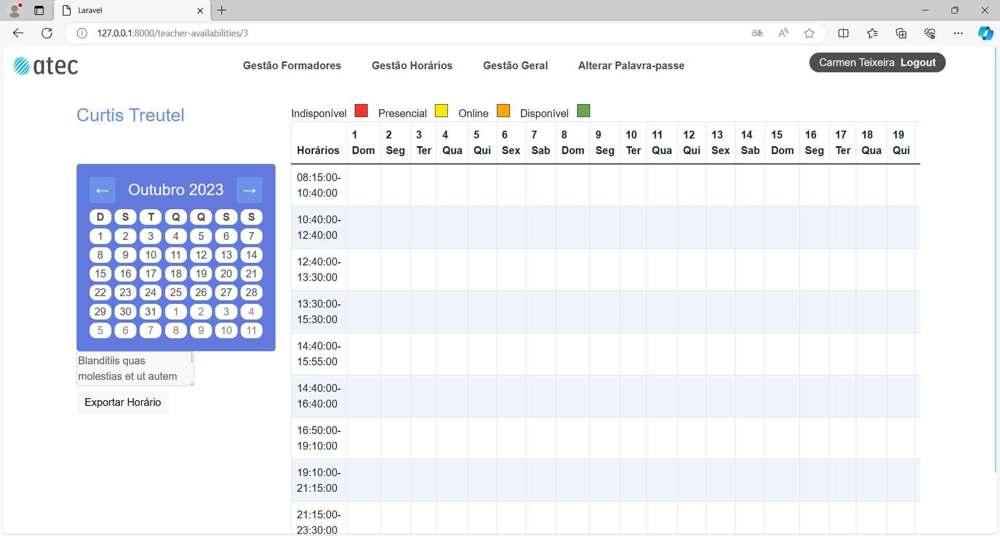 Laravel
127.0.0.1:8000/teacher-availabilities/3
atec
Gestão Formadores
Gestão Horários
Gestão Geral
Alterar Palavra-passe
Carmen Teixeira Logout
Curtis Treutel
← Outubro 2023 →
D S T Q Q S S
1 2 3 4 5 6 7
8 9 10 11 12 13 14
15 16 17 18 19 20 21
22 23 24 25 26 27 28
29 30 31 1 2 3 4
5 6 7 8 9 10 11
Blanditiis quas
molestias et ut autem
Exportar Horário
Indisponível Presencial Online Disponível
1 2 3 4 5 6 7 8 9 10 11 12 13 14 15 16 17 18 19
Horários Dom Seg Ter Qua Qui Sex Sab Dom Seg Ter Qua Qui Sex Sab Dom Seg Ter Qua Qui
08:15:00-
10:40:00
10:40:00-
12:40:00
12:40:00-
13:30:00
13:30:00-
15:30:00
14:40:00-
15:55:00
14:40:00-
16:40:00
16:50:00-
19:10:00
19:10:00-
21:15:00
21:15:00-
23:30:00